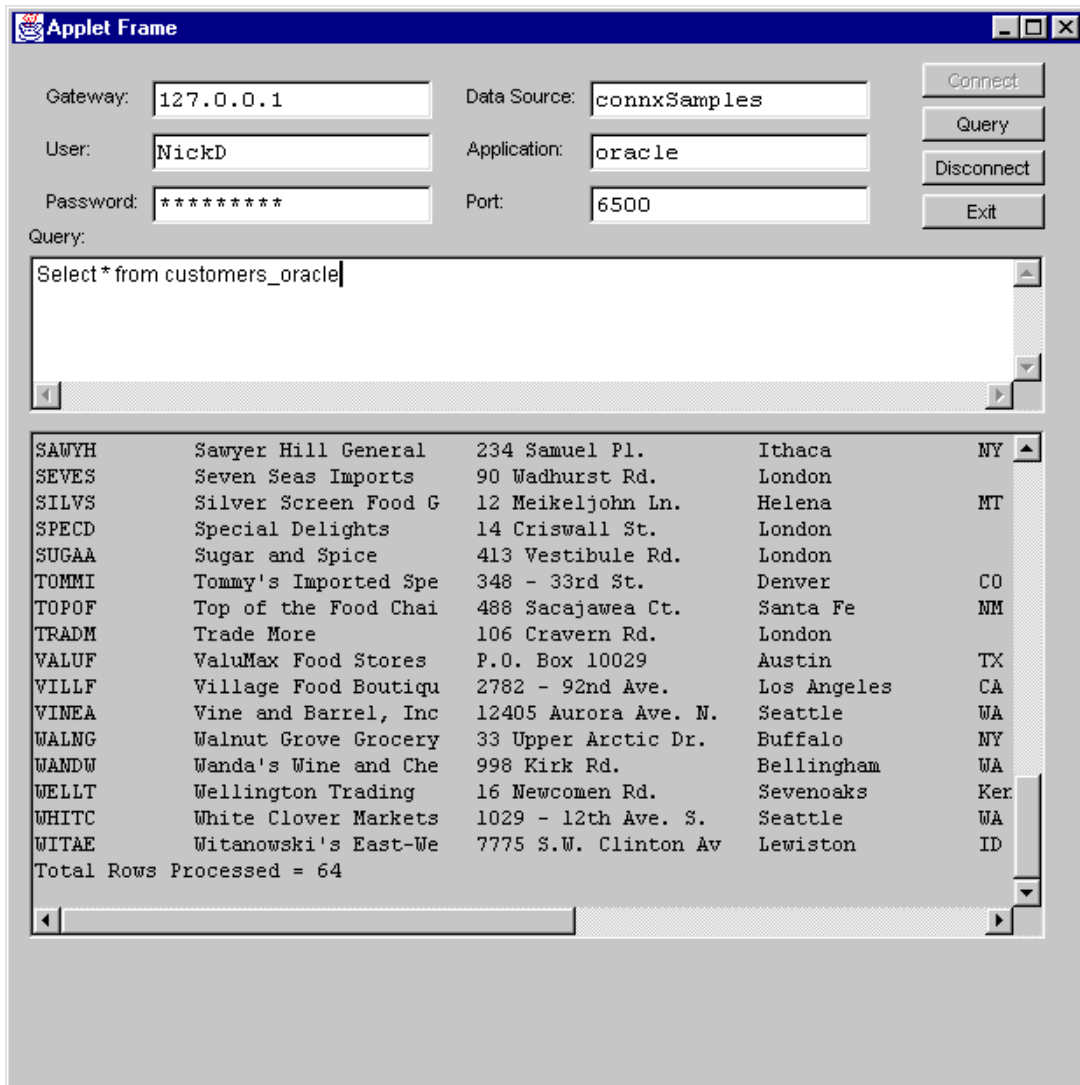 Applet Frame
Gateway: 127.0.0.1 Data Source: connxSamples Connect
User: NickD Application: oracle Query
Password: ********* Port: 6500 Disconnect
Exit
Query:
Select * from customers_oracle
SAWYH Sawyer Hill General 234 Samuel Pl. Ithaca NY
SEVES Seven Seas Imports 90 Wadhurst Rd. London
SILVS Silver Screen Food G 12 Meikeljohn Ln. Helena MT
SPECD Special Delights 14 Criswall St. London
SUGAA Sugar and Spice 413 Vestibule Rd. London
TOMMI Tommy's Imported Spe 348 - 33rd St. Denver CO
TOPOF Top of the Food Chai 488 Sacajawea Ct. Santa Fe NM
TRADM Trade More 106 Cravern Rd. London
VALUF ValuMax Food Stores P.O. Box 10029 Austin TX
VILLF Village Food Boutiqu 2782 - 92nd Ave. Los Angeles CA
VINEA Vine and Barrel, Inc 12405 Aurora Ave. N. Seattle WA
WALNG Walnut Grove Grocery 33 Upper Arctic Dr. Buffalo NY
WANDW Wanda's Wine and Che 998 Kirk Rd. Bellingham WA
WELLT Wellington Trading 16 Newcomen Rd. Sevenoaks Ken
WHITC White Clover Markets 1029 - 12th Ave. S. Seattle WA
WITAE Witanowski's East-We 7775 S.W. Clinton Av Lewiston ID
Total Rows Processed = 64